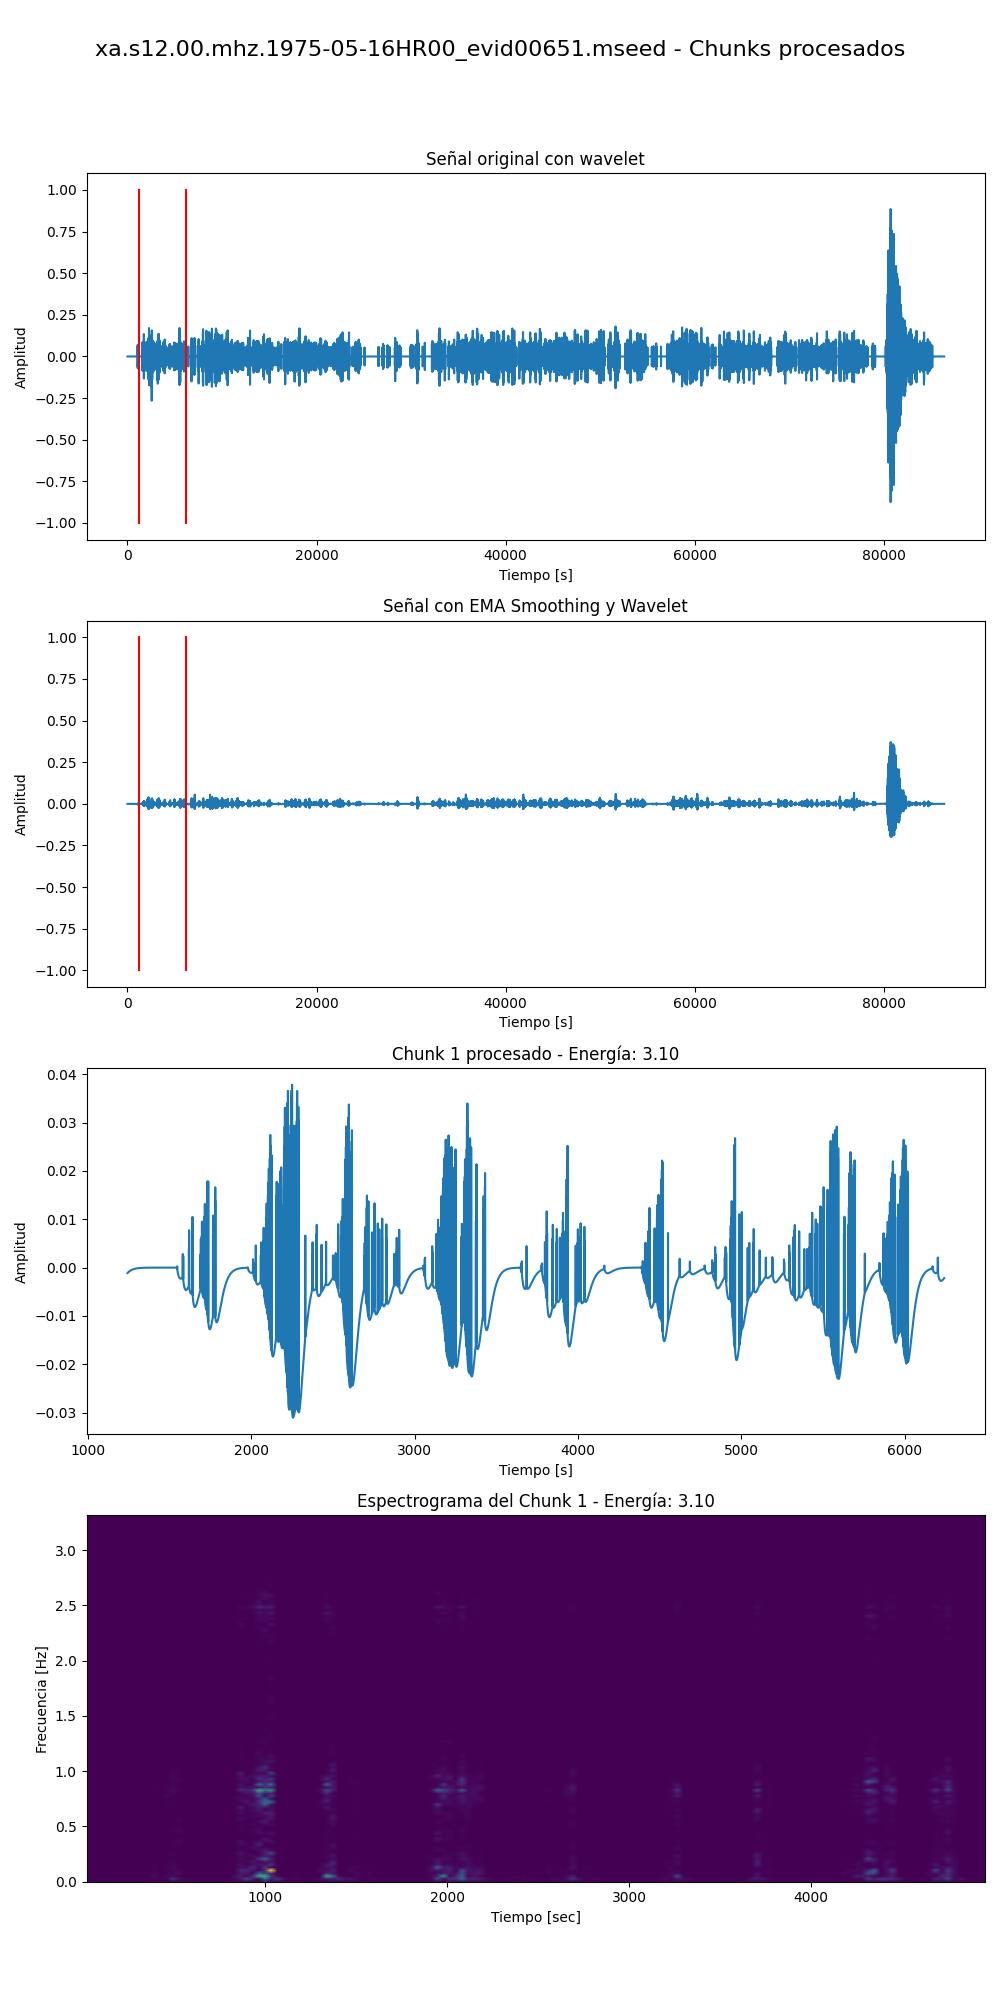 xa.s12.00.mhz.1975-05-16HR00_evid00651.mseed - Chunks procesados
Señal original con wavelet
1.00
0.75
0.50
0.25
0.00
−0.25
−0.50
−0.75
−1.00
Amplitud
0 20000 40000 60000 80000
Tiempo [s]
Señal con EMA Smoothing y Wavelet
1.00
0.75
0.50
0.25
0.00
−0.25
−0.50
−0.75
−1.00
Amplitud
0 20000 40000 60000 80000
Tiempo [s]
Chunk 1 procesado - Energía: 3.10
0.04
0.03
0.02
0.01
0.00
−0.01
−0.02
−0.03
Amplitud
1000 2000 3000 4000 5000 6000
Tiempo [s]
Espectrograma del Chunk 1 - Energía: 3.10
3.0
2.5
2.0
1.5
1.0
0.5
0.0
Frecuencia [Hz]
1000 2000 3000 4000
Tiempo [sec]